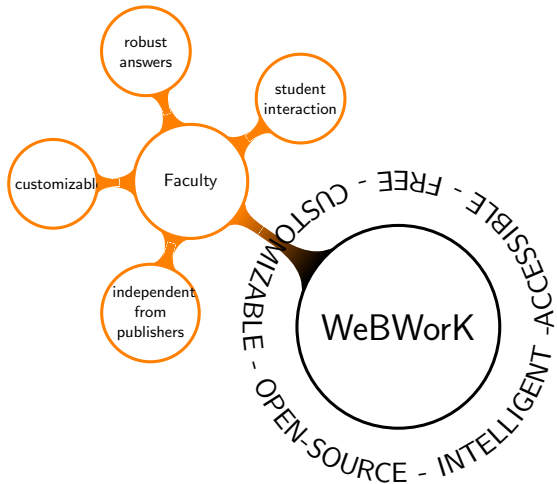 robust
answers
student
interaction
customizable
Faculty
independent
from
publishers
WeBWorK
CUSTOMIZABLE - OPEN-SOURCE - INTELLIGENT -ACCESSIBLE - FREE -